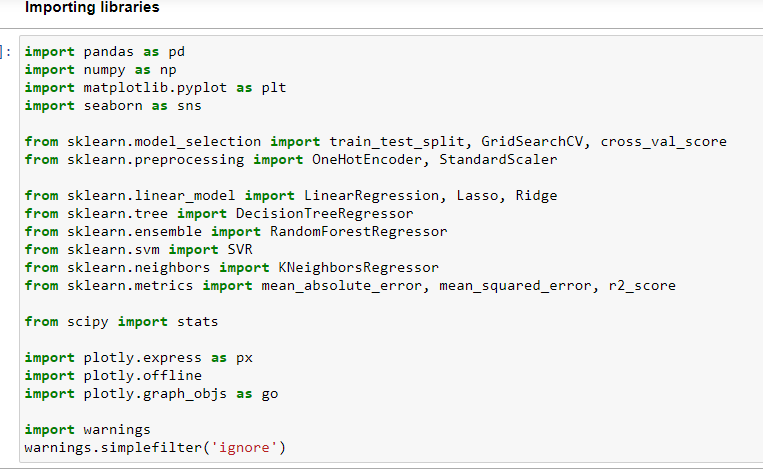 Importing libraries
]:
import pandas as pd
import numpy as np
import matplotlib.pyplot as plt
import seaborn as sns
from sklearn.model_selection import train_test_split, GridSearchCV, cross_val_score
from sklearn.preprocessing import OneHotEncoder, StandardScaler
from sklearn.linear_model import LinearRegression, Lasso, Ridge
from sklearn.tree import DecisionTreeRegressor
from sklearn.ensemble import RandomForestRegressor
from sklearn.svm import SVR
from sklearn.neighbors import KNeighborsRegressor
from sklearn.metrics import mean_absolute_error, mean_squared_error, r2_score
from scipy import stats
import plotly.express as px
import plotly.offline
import plotly.graph_objs as go
import warnings
warnings.simplefilter('ignore')